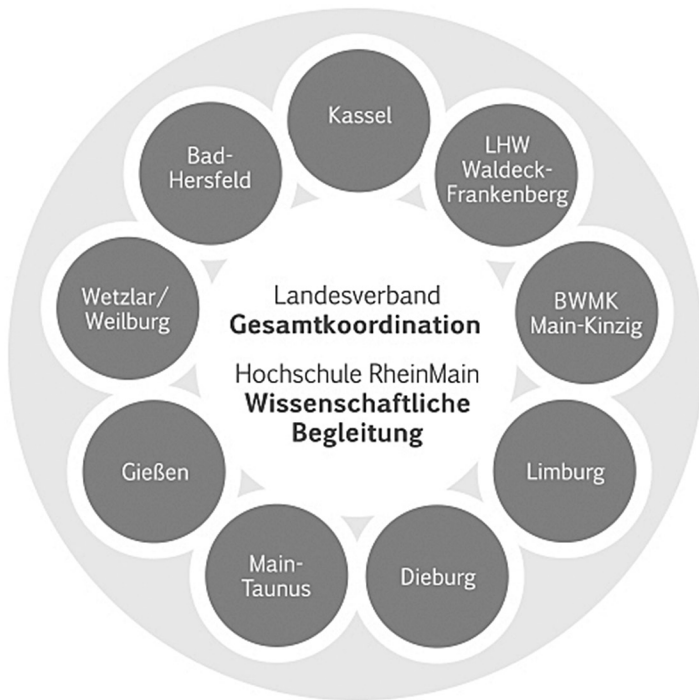 Kassel
LHW
Waldeck-
Frankenberg
BWMK
Main-Kinzig
Limburg
Dieburg
Main-
Taunus
Gießen
Wetzlar/
Weilburg
Bad-
Hersfeld
Landesverband
Gesamtkoordination
Hochschule RheinMain
Wissenschaftliche
Begleitung